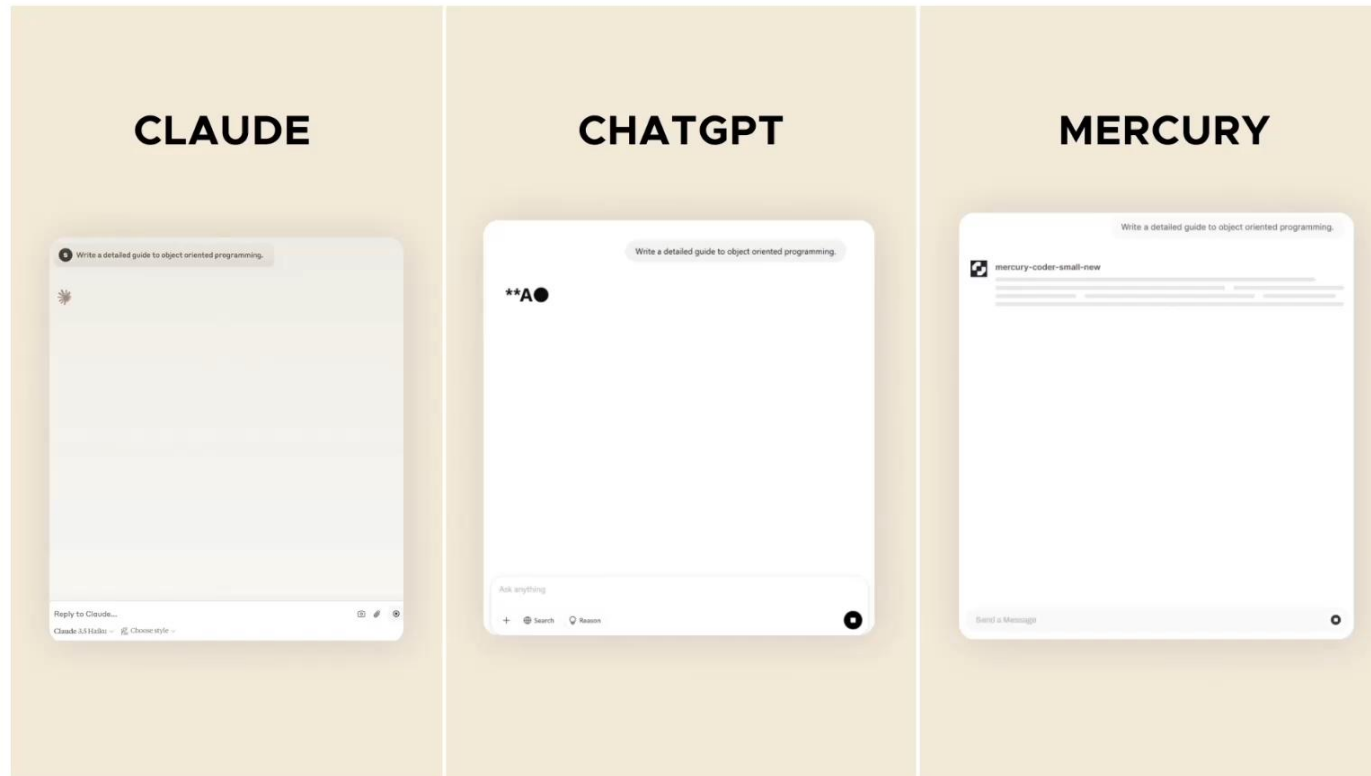 CLAUDE
S
Write a detailed guide to object oriented programming.
Reply to Claude...
Claude 3.5 Haiku
Choose style
CHATGPT
Write a detailed guide to object oriented programming.
**A
Ask anything
Search
Reason
MERCURY
Write a detailed guide to object oriented programming.
mercury-coder-small-new
Send a Message